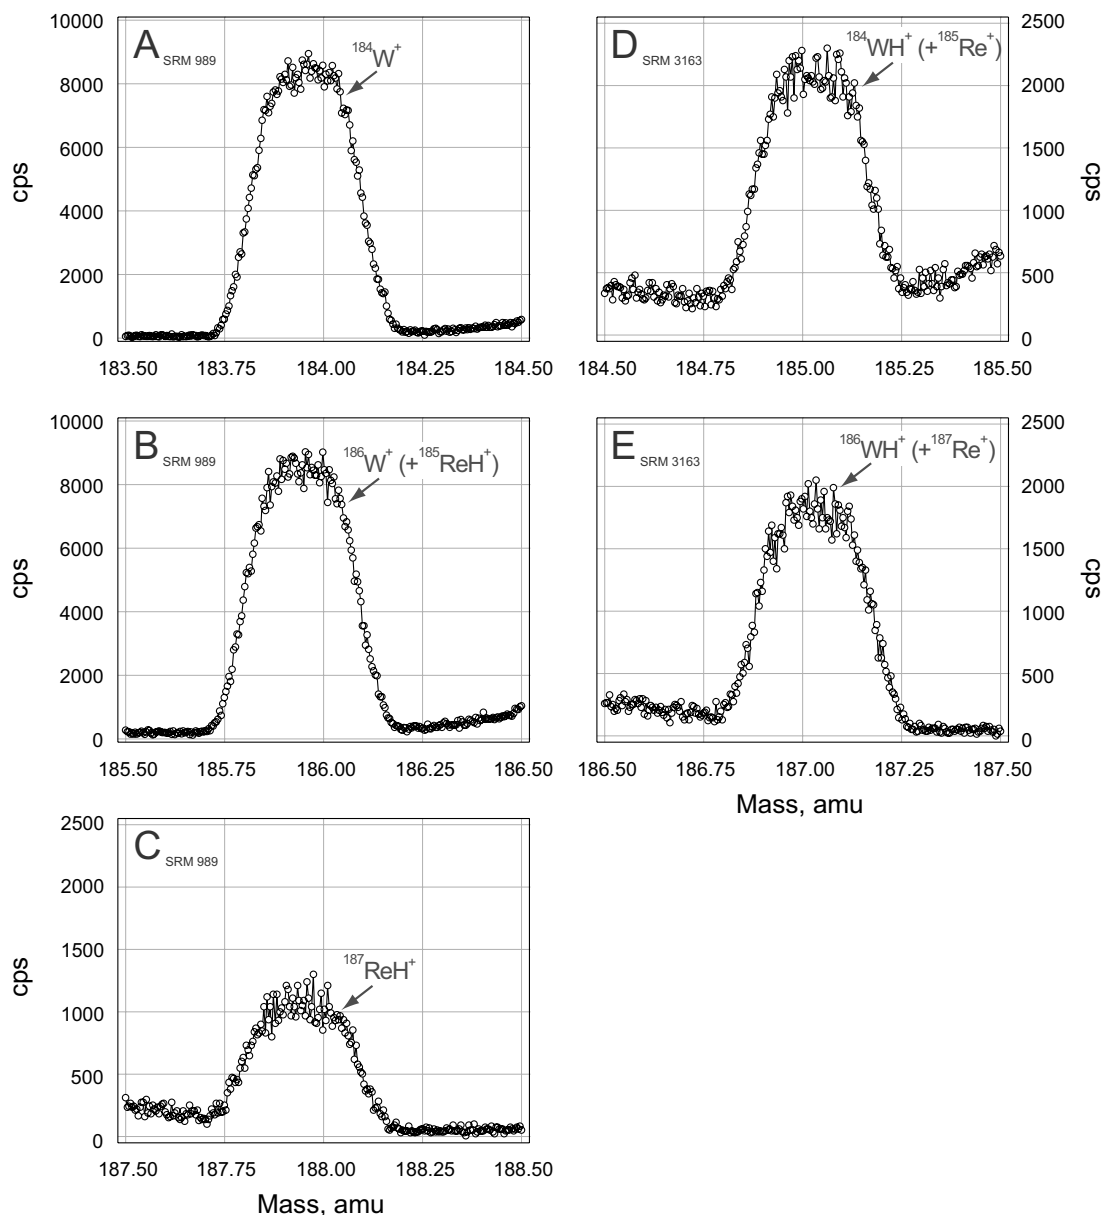 A SRM 989
¹⁸⁴W⁺
10000
8000
6000
4000
2000
0
cps
183.50 183.75 184.00 184.25 184.50
D SRM 3163
¹⁸⁴WH⁺ (+¹⁸⁵Re⁺)
2500
2000
1500
1000
500
0
cps
184.50 184.75 185.00 185.25 185.50
B SRM 989
¹⁸⁶W⁺ (+¹⁸⁵ReH⁺)
10000
8000
6000
4000
2000
0
cps
185.50 185.75 186.00 186.25 186.50
E SRM 3163
¹⁸⁶WH⁺ (+¹⁸⁷Re⁺)
2500
2000
1500
1000
500
0
cps
186.50 186.75 187.00 187.25 187.50
Mass, amu
C SRM 989
¹⁸⁷ReH⁺
2500
2000
1500
1000
500
0
cps
187.50 187.75 188.00 188.25 188.50
Mass, amu